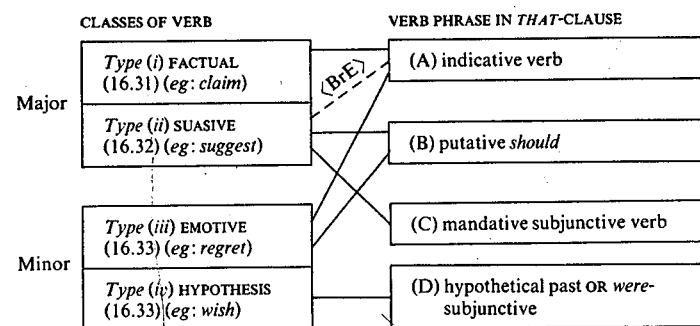 CLASSES OF VERB
VERB PHRASE IN THAT-CLAUSE
Major
Type (i) FACTUAL
(16.31) (eg: claim)
Type (ii) SUASIVE
(16.32) (eg: suggest)
⟨BrE⟩
(A) indicative verb
(B) putative should
Minor
Type (iii) EMOTIVE
(16.33) (eg: regret)
Type (iv) HYPOTHESIS
(16.33) (eg: wish)
(C) mandative subjunctive verb
(D) hypothetical past OR were-
subjunctive